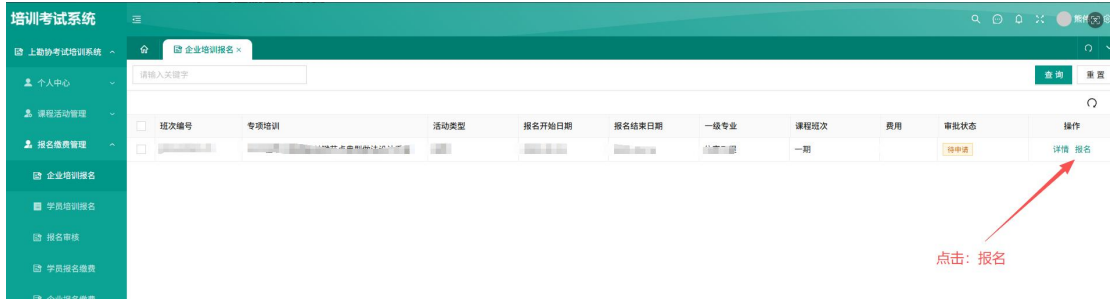 培训考试系统
上勘协考试培训系统
企业培训报名 ×
个人中心
请输入关键字
查询 重置
课程活动管理
班次编号 专项培训 活动类型 报名开始日期 报名结束日期 一级专业 课程班次 费用 审批状态 操作
报名缴费管理
一期 待申请 详情 报名
企业培训报名
学员培训报名
报名审核
点击：报名
学员报名缴费
企业报名缴费